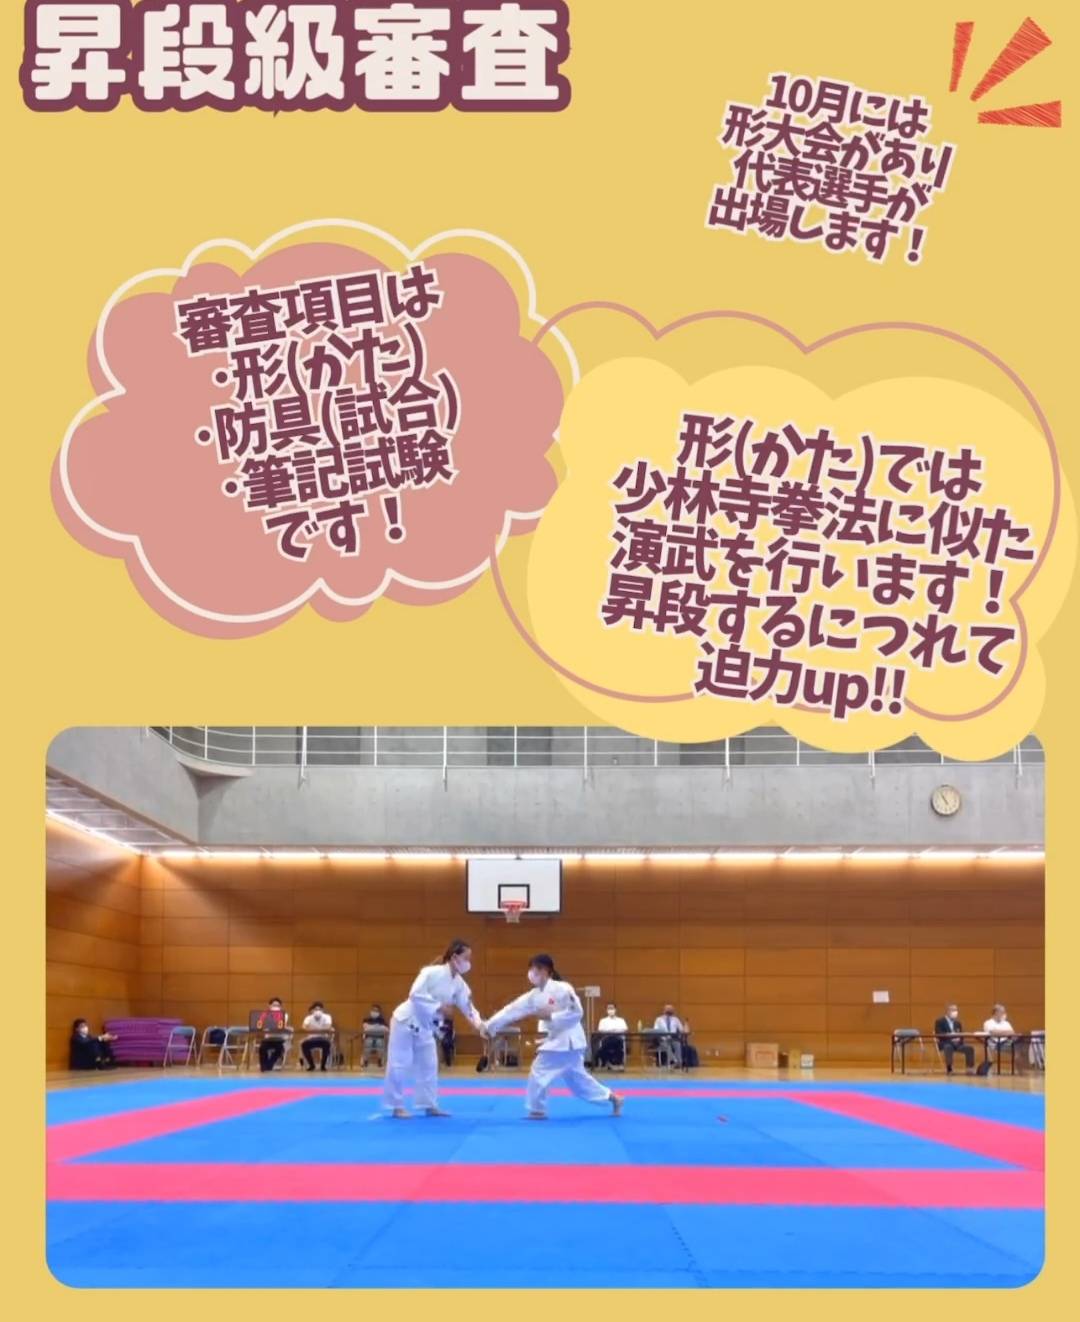 昇段級審査
10月には
形大会があり
代表選手が
出場します！
審査項目は
・形(かた)
・防具(試合)
・筆記試験
です！
形(かた)では
少林寺拳法に似た
演武を行います！
昇段するにつれて
迫力up!!